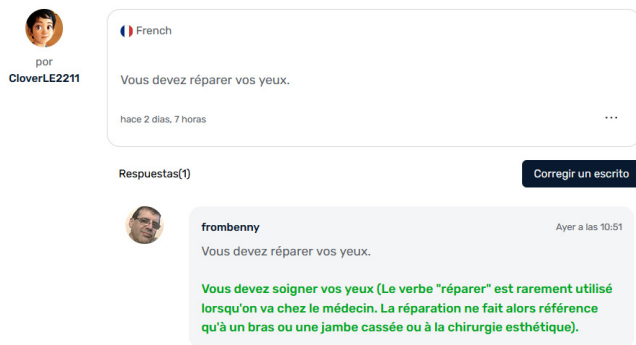 French
por
CloverLE2211
Vous devez réparer vos yeux.
hace 2 dias, 7 horas
...
Respuestas(1)
Corregir un escrito
frombenny
Ayer a las 10:51
Vous devez réparer vos yeux.
Vous devez soigner vos yeux (Le verbe "réparer" est rarement utilisé
lorsqu'on va chez le médecin. La réparation ne fait alors référence
qu'à un bras ou une jambe cassée ou à la chirurgie esthétique).